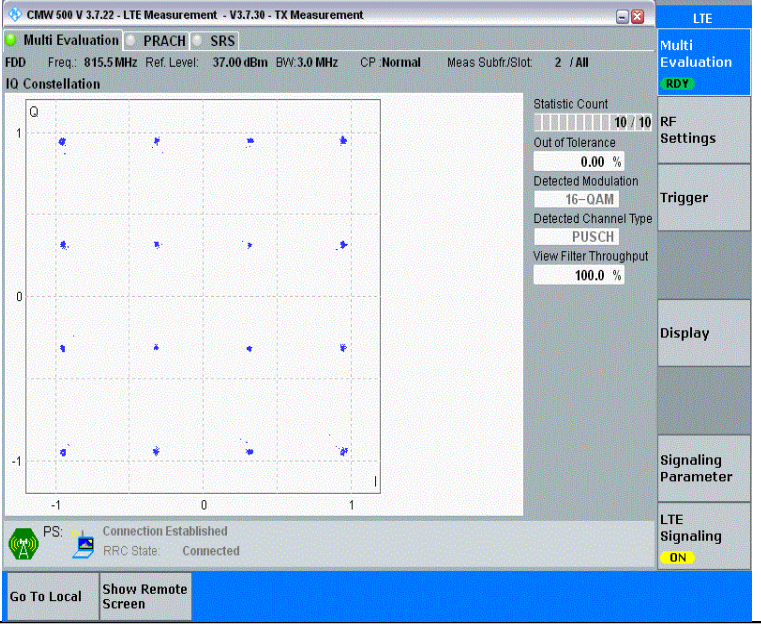 CMW 500 V 3.7.22 - LTE Measurement - V3.7.30 - TX Measurement
LTE
Multi Evaluation PRACH SRS
Multi
Evaluation
RDY
FDD Freq.: 815.5 MHz Ref. Level: 37.00 dBm BW:3.0 MHz CP :Normal Meas Subfr./Slot: 2 / All
IQ Constellation
Q
1
0
-1
-1 0 1
I
Statistic Count
10 / 10
Out of Tolerance
0.00 %
Detected Modulation
16-QAM
Detected Channel Type
PUSCH
View Filter Throughput
100.0 %
RF
Settings
Trigger
Display
Signaling
Parameter
LTE
Signaling
ON
PS: Connection Established
RRC State: Connected
Go To Local
Show Remote
Screen